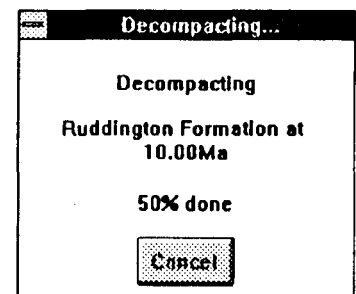 Decompacting...
Decompacting
Ruddington Formation at
10.00Ma
50% done
Cancel